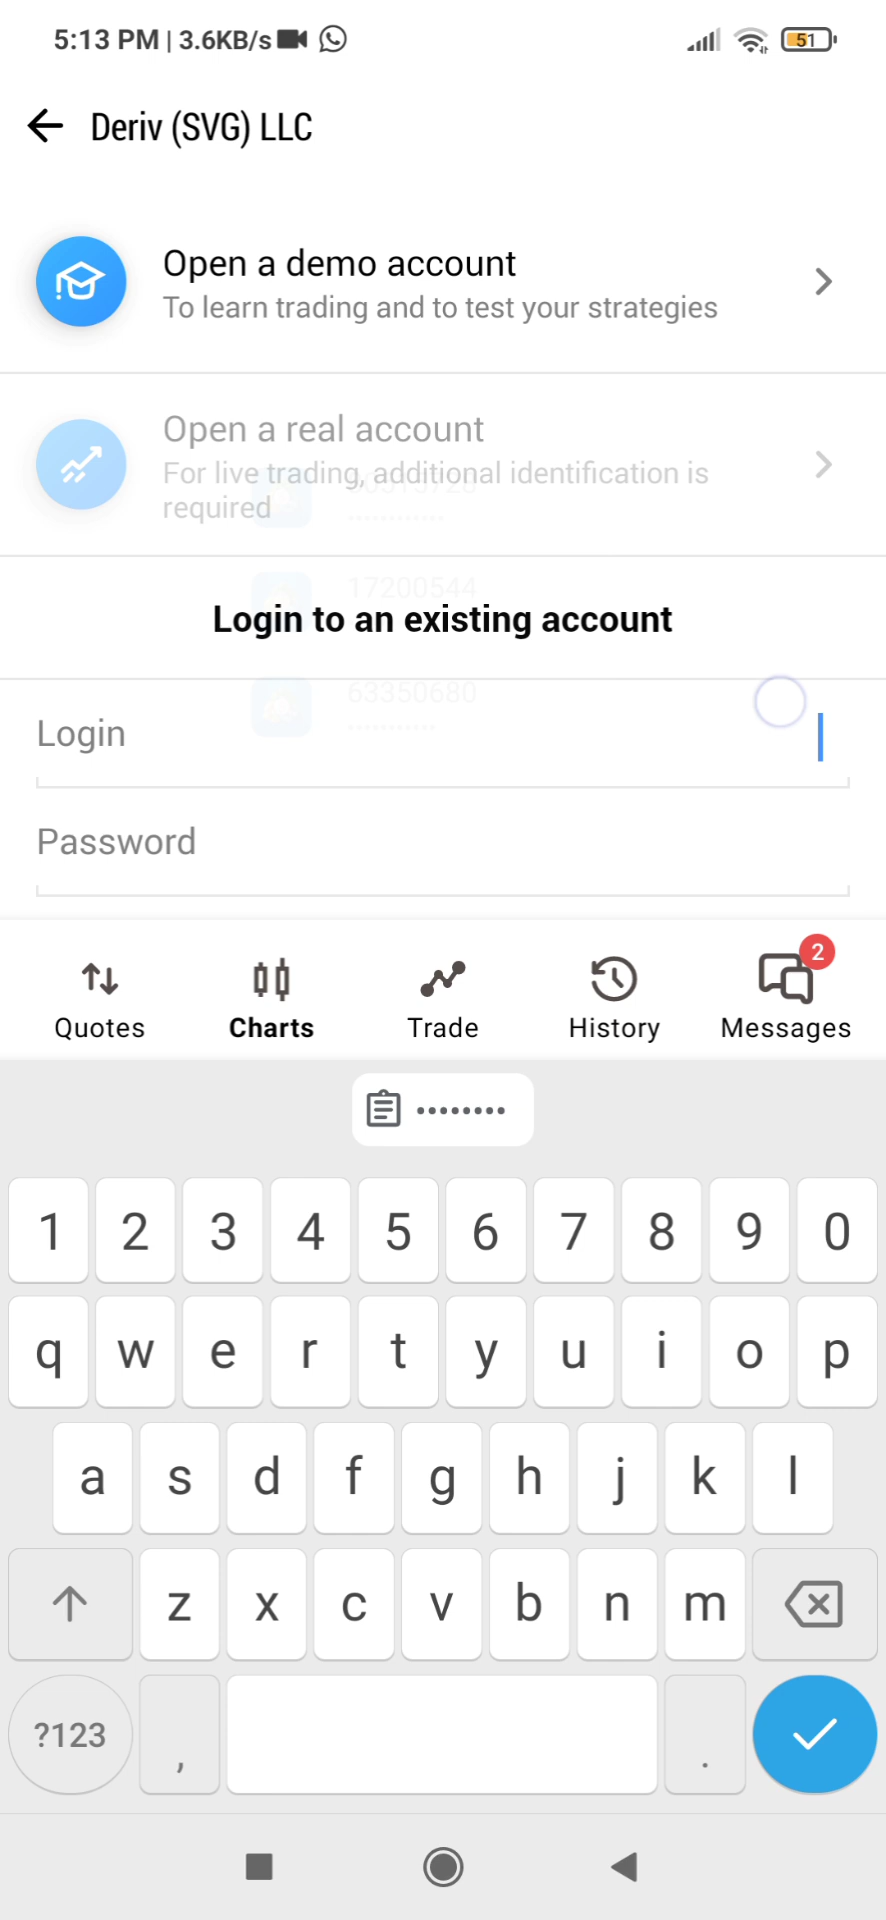 5:13 PM | 3.6KB/s
51
Deriv (SVG) LLC
Open a demo account
To learn trading and to test your strategies
Open a real account
For live trading, additional identification is
required
17200544
Login to an existing account
63350680
Login
Password
2
Quotes
Charts
Trade
History
Messages
••••••••
1 2 3 4 5 6 7 8 9 0
q w e r t y u i o p
a s d f g h j k l
z x c v b n m
?123 , .